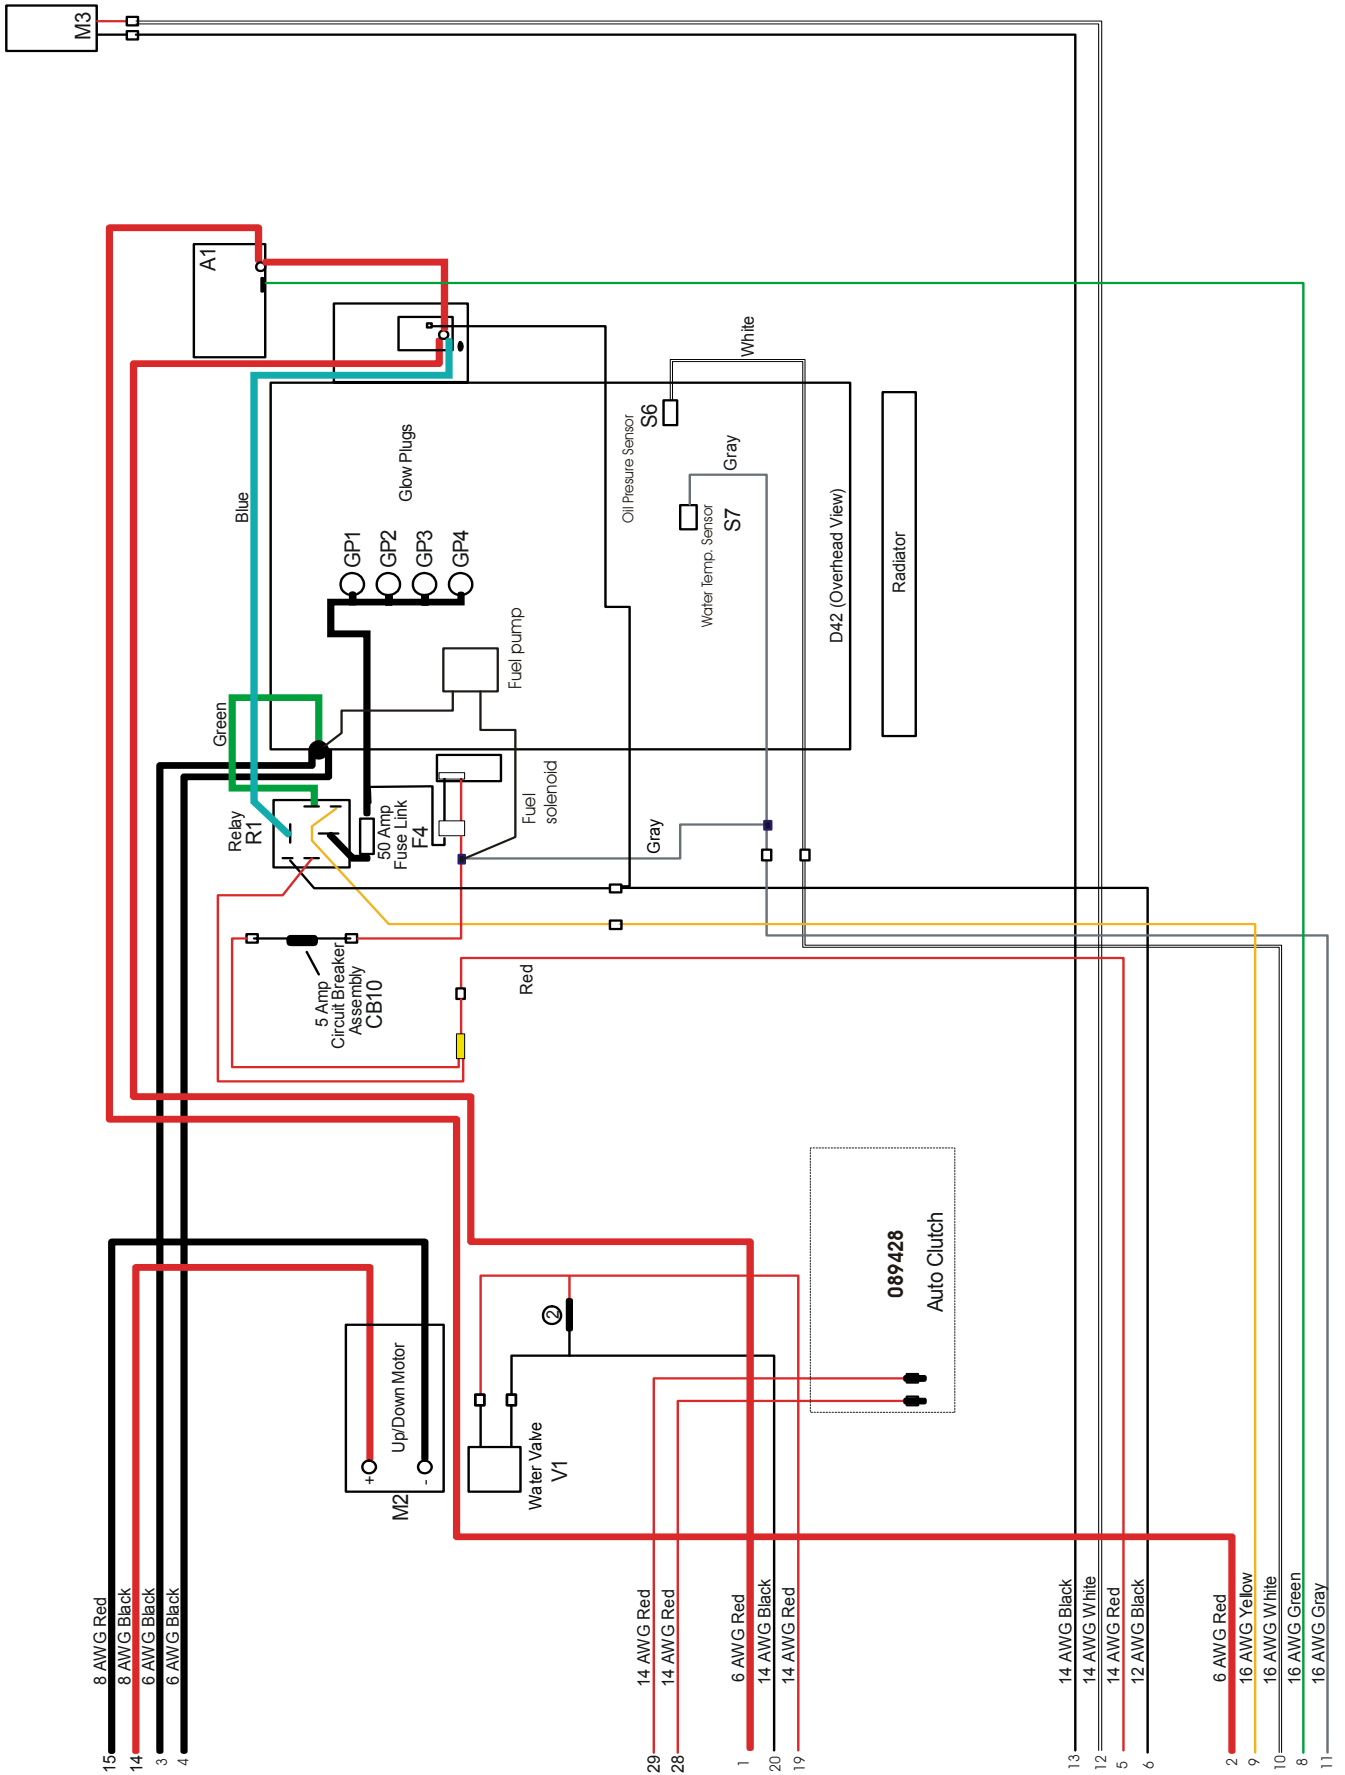 M3
A1
White
S6
Oil Presure Sensor
Gray
S7
Water Temp. Sensor
Glow Plugs
GP1
GP2
GP3
GP4
Blue
D42 (Overhead View)
Radiator
Fuel pump
Green
Relay
R1
50 Amp
Fuse Link
F4
Fuel
solenoid
Gray
5 Amp
Circuit Breaker
Assembly
CB10
Red
089428
Auto Clutch
2
Up/Down Motor
+
-
M2
Water Valve
V1
15 8 AWG Red
14 8 AWG Black
3 6 AWG Black
4 6 AWG Black
29 14 AWG Red
28 14 AWG Red
1 6 AWG Red
20 14 AWG Black
19 14 AWG Red
13 14 AWG Black
12 14 AWG White
5 14 AWG Red
6 12 AWG Black
2 6 AWG Red
9 16 AWG Yellow
10 16 AWG White
8 16 AWG Green
11 16 AWG Gray